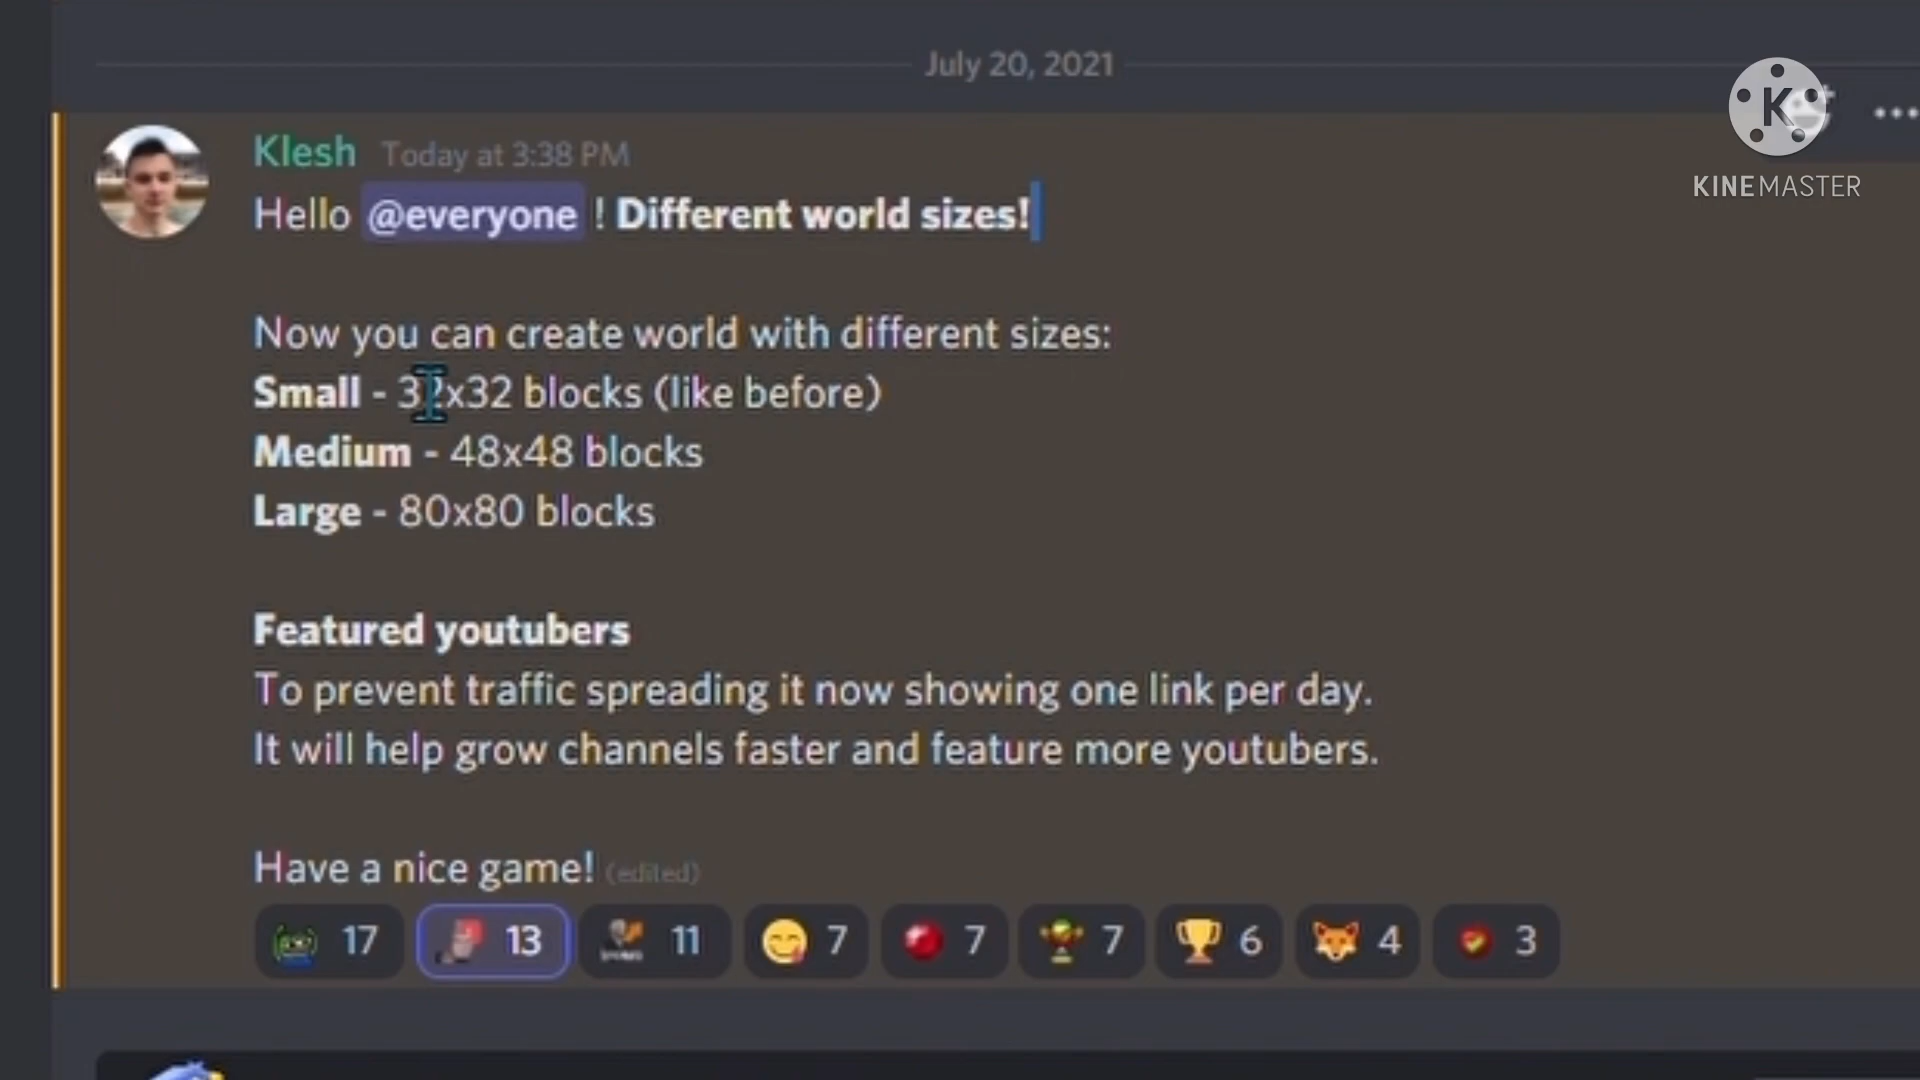 July 20, 2021
K
KINEMASTER
Klesh Today at 3:38 PM
Hello @everyone ! Different world sizes!
Now you can create world with different sizes:
Small - 32x32 blocks (like before)
Medium - 48x48 blocks
Large - 80x80 blocks
Featured youtubers
To prevent traffic spreading it now showing one link per day.
It will help grow channels faster and feature more youtubers.
Have a nice game! (edited)
17 13 11 7 7 7 6 4 3